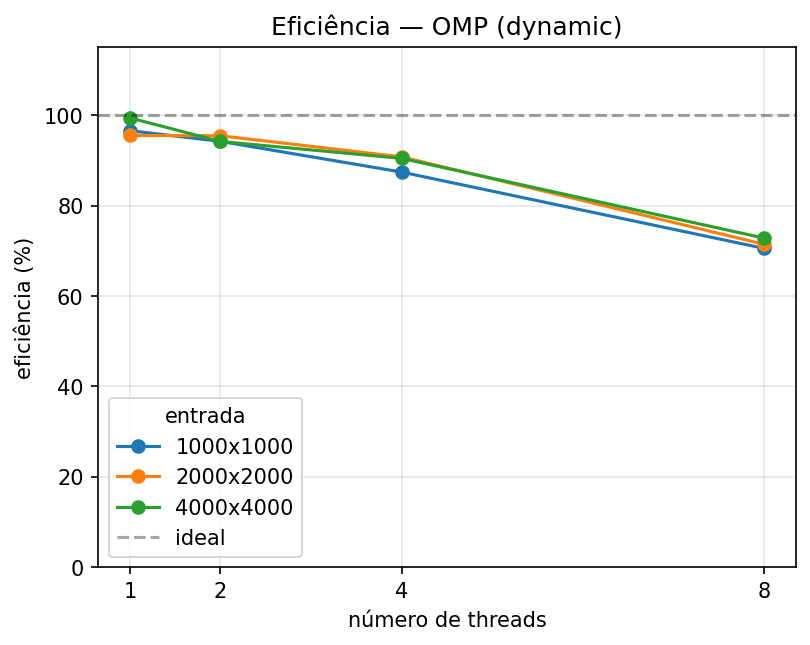 Eficiência — OMP (dynamic)
eficiência (%)
100
80
60
40
20
0
entrada
1000x1000
2000x2000
4000x4000
ideal
1 2 4 8
número de threads